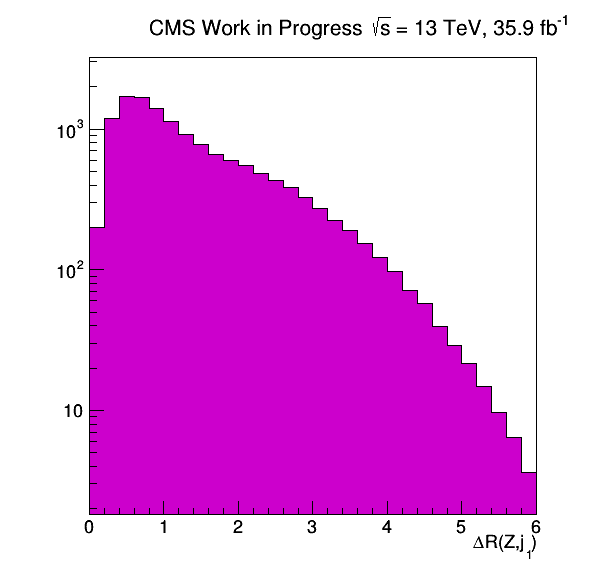 CMS Work in Progress √s = 13 TeV, 35.9 fb⁻¹
10³
10²
10
0 1 2 3 4 5 6
ΔR(Z,j₁)